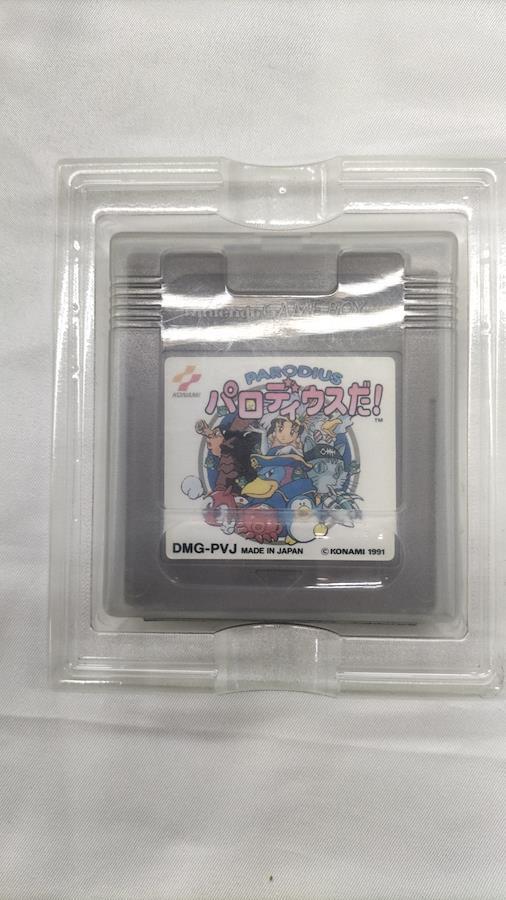 Nintendo GAME BOY
PARODIUS
KONAMI
パロディウスだ!
TM
DMG-PVJ MADE IN JAPAN © KONAMI 1991